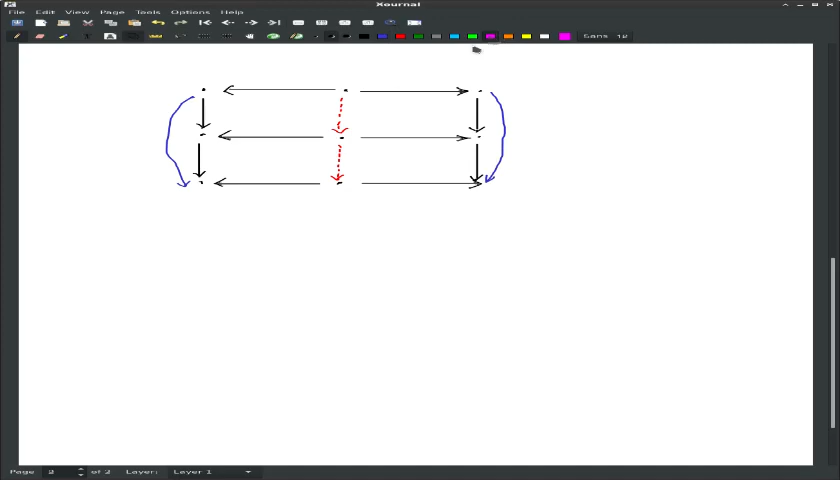 Xournal
File Edit View Page Tools Options Help
Sans 12
Page 2 of 2 Layer: Layer 1